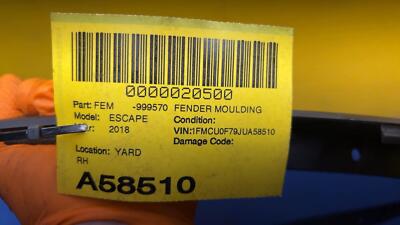 0000020500
Part: FEM -999570 FENDER MOULDING
Model: ESCAPE Condition:
2018 VIN:1FMCU0F79JUA58510
Damage Code:
Location: YARD
RH
A58510